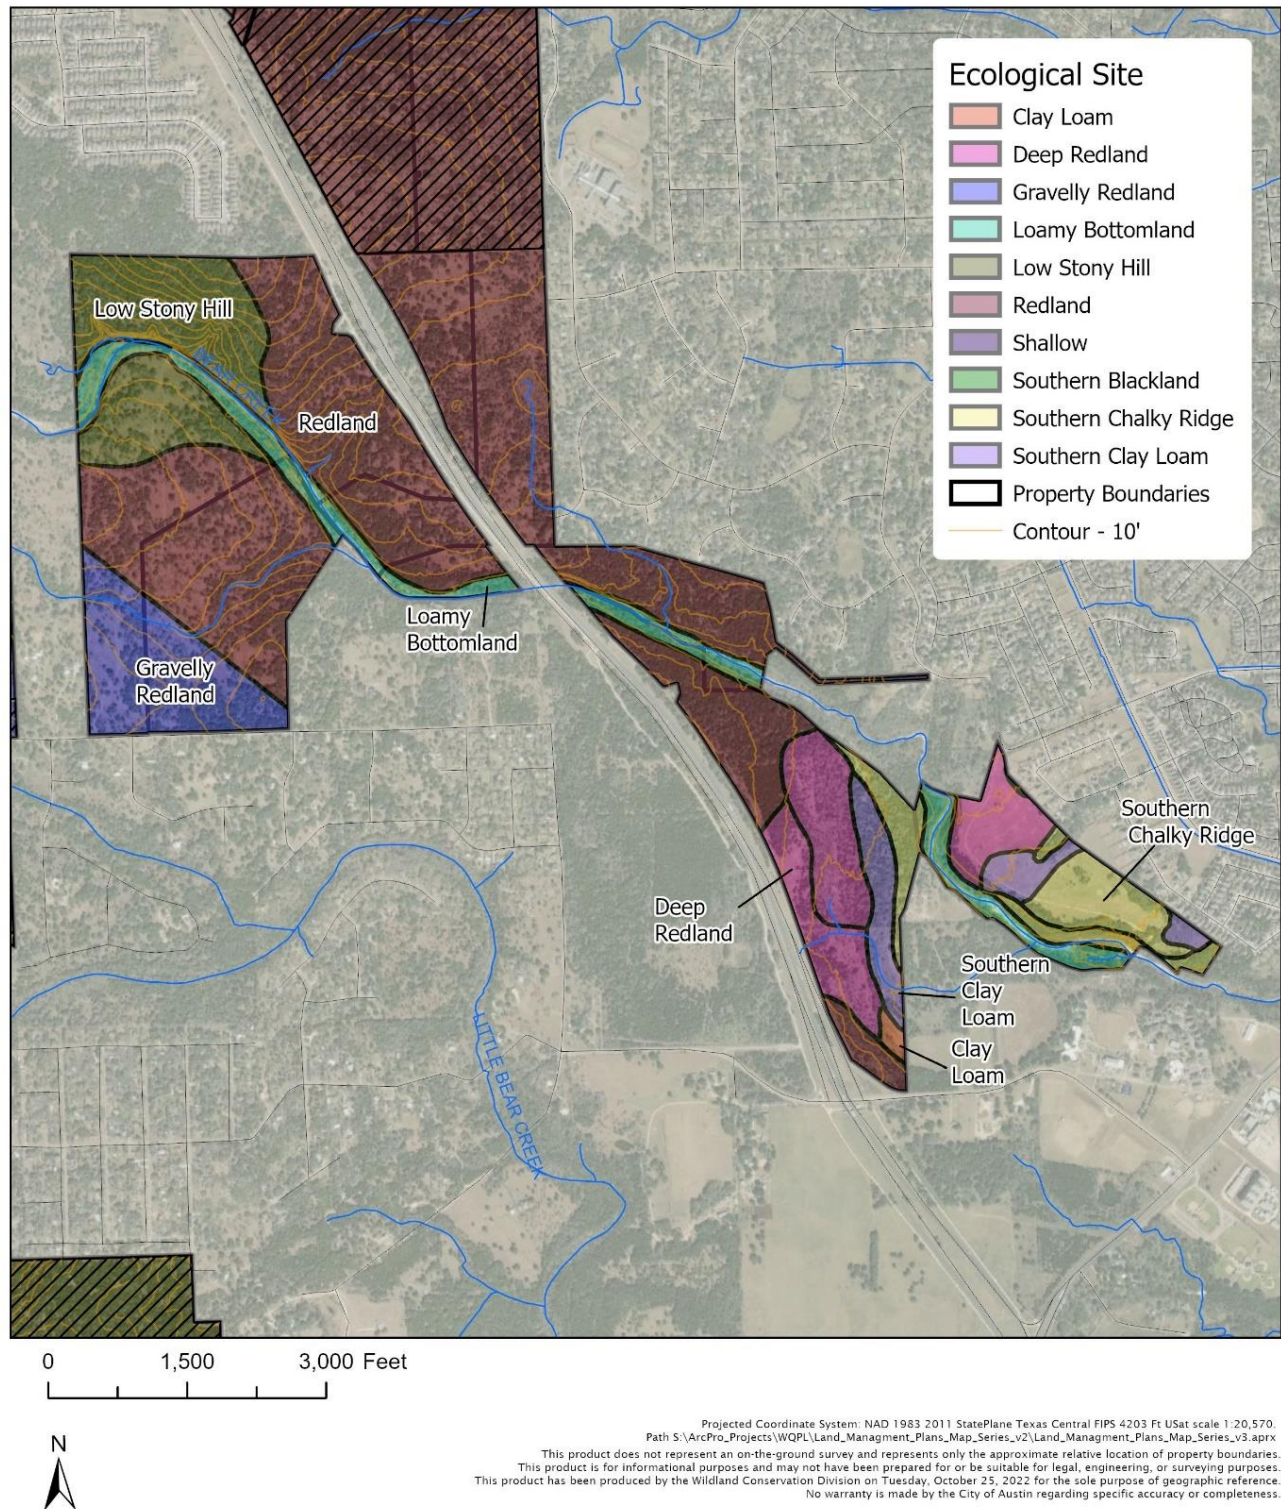 Ecological Site
Clay Loam
Deep Redland
Gravelly Redland
Loamy Bottomland
Low Stony Hill
Redland
Shallow
Southern Blackland
Southern Chalky Ridge
Southern Clay Loam
Property Boundaries
Contour - 10'
Low Stony Hill
BEAR CREEK
Redland
Loamy
Bottomland
Gravelly
Redland
Southern
Chalky Ridge
Deep
Redland
Southern
Clay
Loam
Clay
Loam
LITTLE BEAR CREEK
0 1,500 3,000 Feet
N
Projected Coordinate System: NAD 1983 2011 StatePlane Texas Central FIPS 4203 Ft USat scale 1:20,570.
Path S:\ArcPro_Projects\WQPL\Land_Managment_Plans_Map_Series_v2\Land_Managment_Plans_Map_Series_v3.aprx
This product does not represent an on-the-ground survey and represents only the approximate relative location of property boundaries.
This product is for informational purposes and may not have been prepared for or be suitable for legal, engineering, or surveying purposes.
This product has been produced by the Wildland Conservation Division on Tuesday, October 25, 2022 for the sole purpose of geographic reference.
No warranty is made by the City of Austin regarding specific accuracy or completeness.